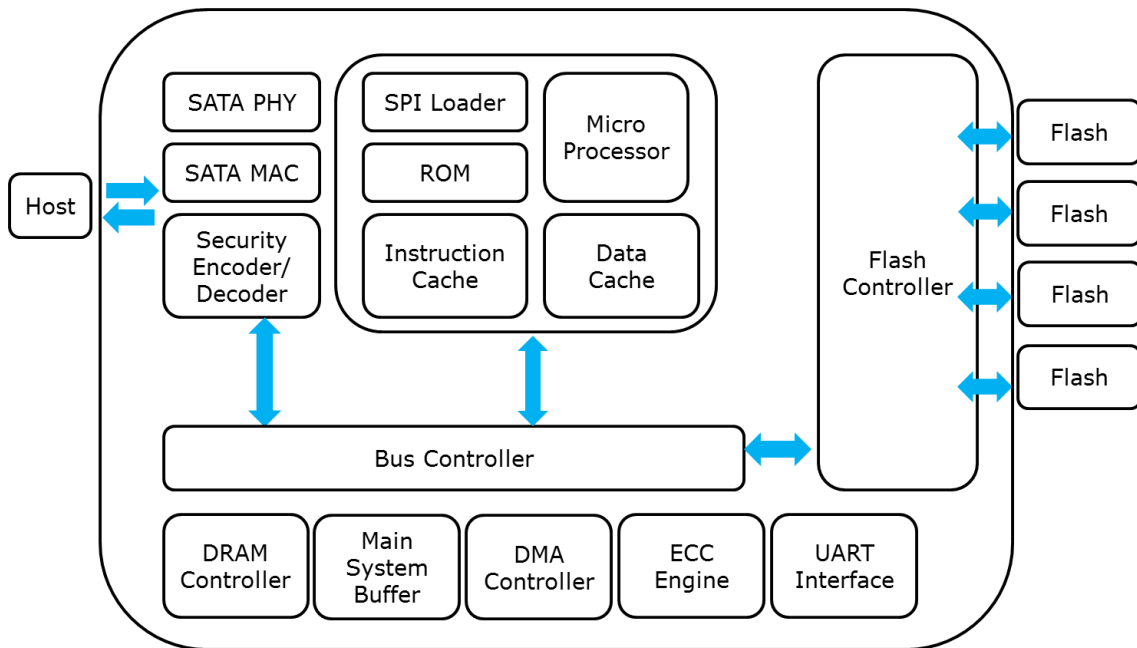 Host
SATA PHY
SATA MAC
Security
Encoder/
Decoder
SPI Loader
ROM
Instruction
Cache
Micro
Processor
Data
Cache
Bus Controller
Flash
Controller
Flash
Flash
Flash
Flash
DRAM
Controller
Main
System
Buffer
DMA
Controller
ECC
Engine
UART
Interface